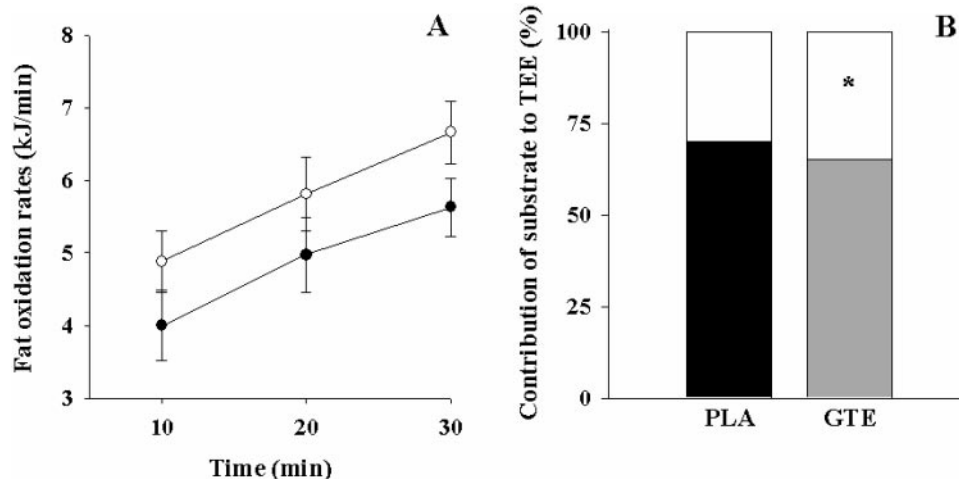 A
Fat oxidation rates (kJ/min)
8
7
6
5
4
3
10 20 30
Time (min)
B
Contribution of substrate to TEE (%)
100
75
50
25
0
*
PLA GTE